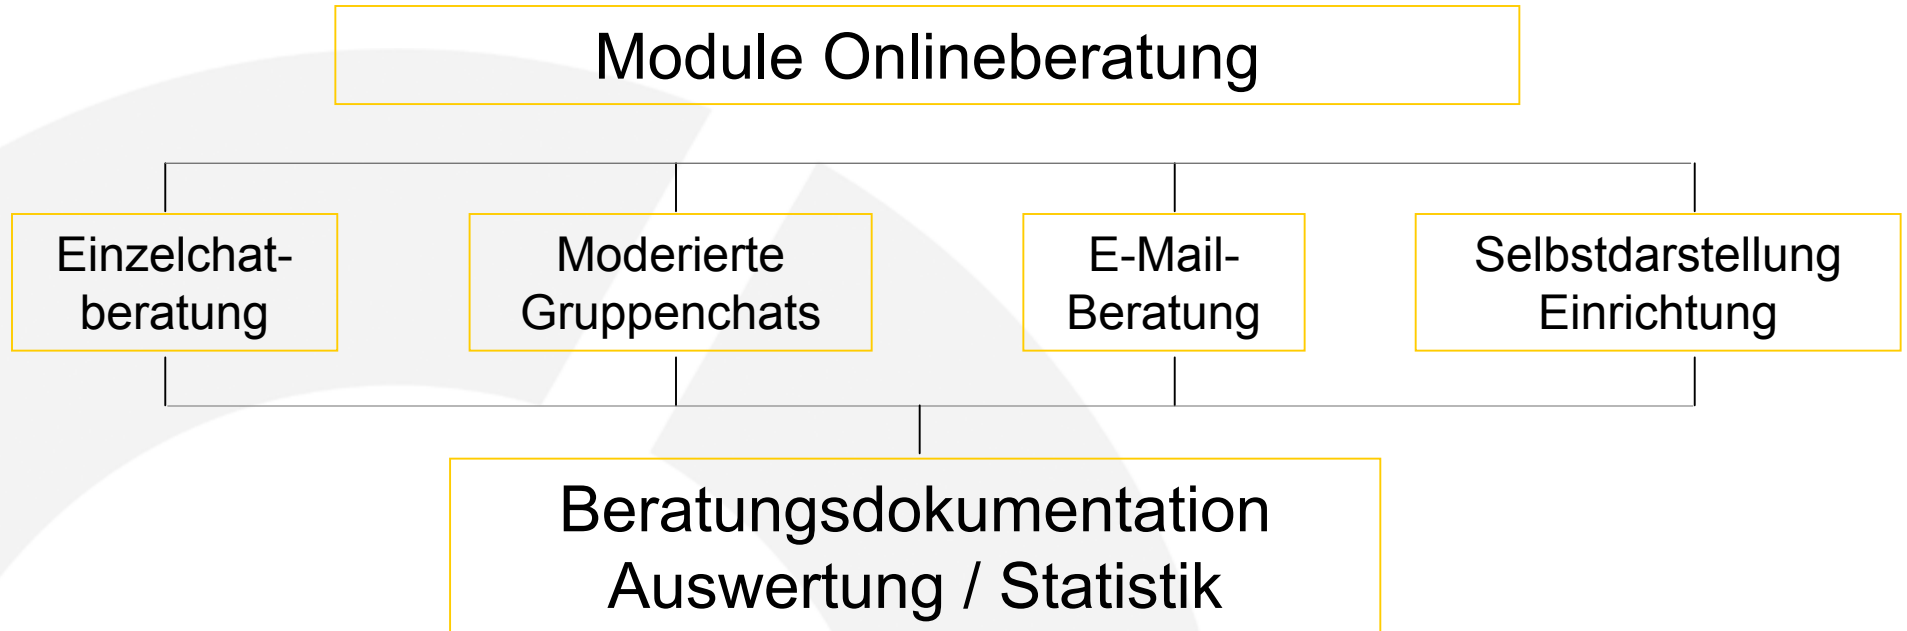 Module Onlineberatung
Einzelchat-
beratung
Moderierte
Gruppenchats
E-Mail-
Beratung
Selbstdarstellung
Einrichtung
Beratungsdokumentation
Auswertung / Statistik